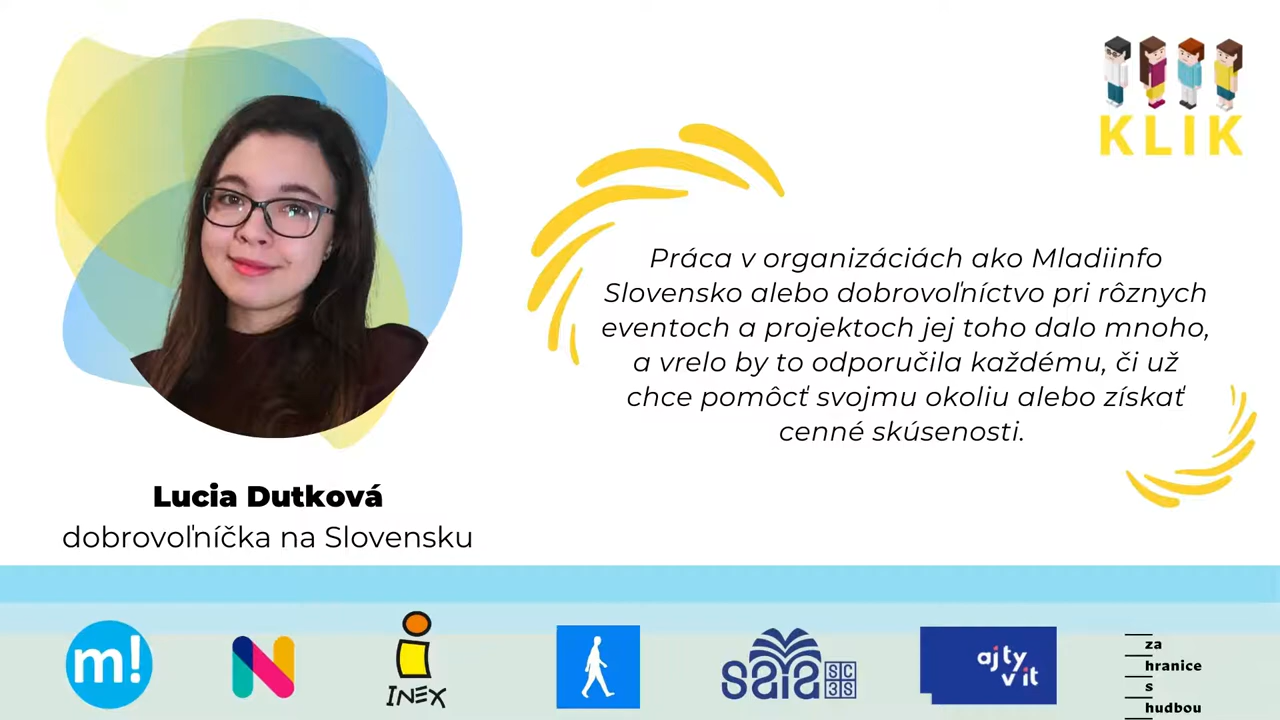 KLIK
Práca v organizáciách ako Mladiinfo
Slovensko alebo dobrovoľníctvo pri rôznych
eventoch a projektoch jej toho dalo mnoho,
a vrelo by to odporučila každému, či už
chce pomôcť svojmu okoliu alebo získať
cenné skúsenosti.
Lucia Dutková
dobrovoľníčka na Slovensku
m!
N
INEX
saia
SC
3S
ajty
vit
za
hranice
s
hudbou